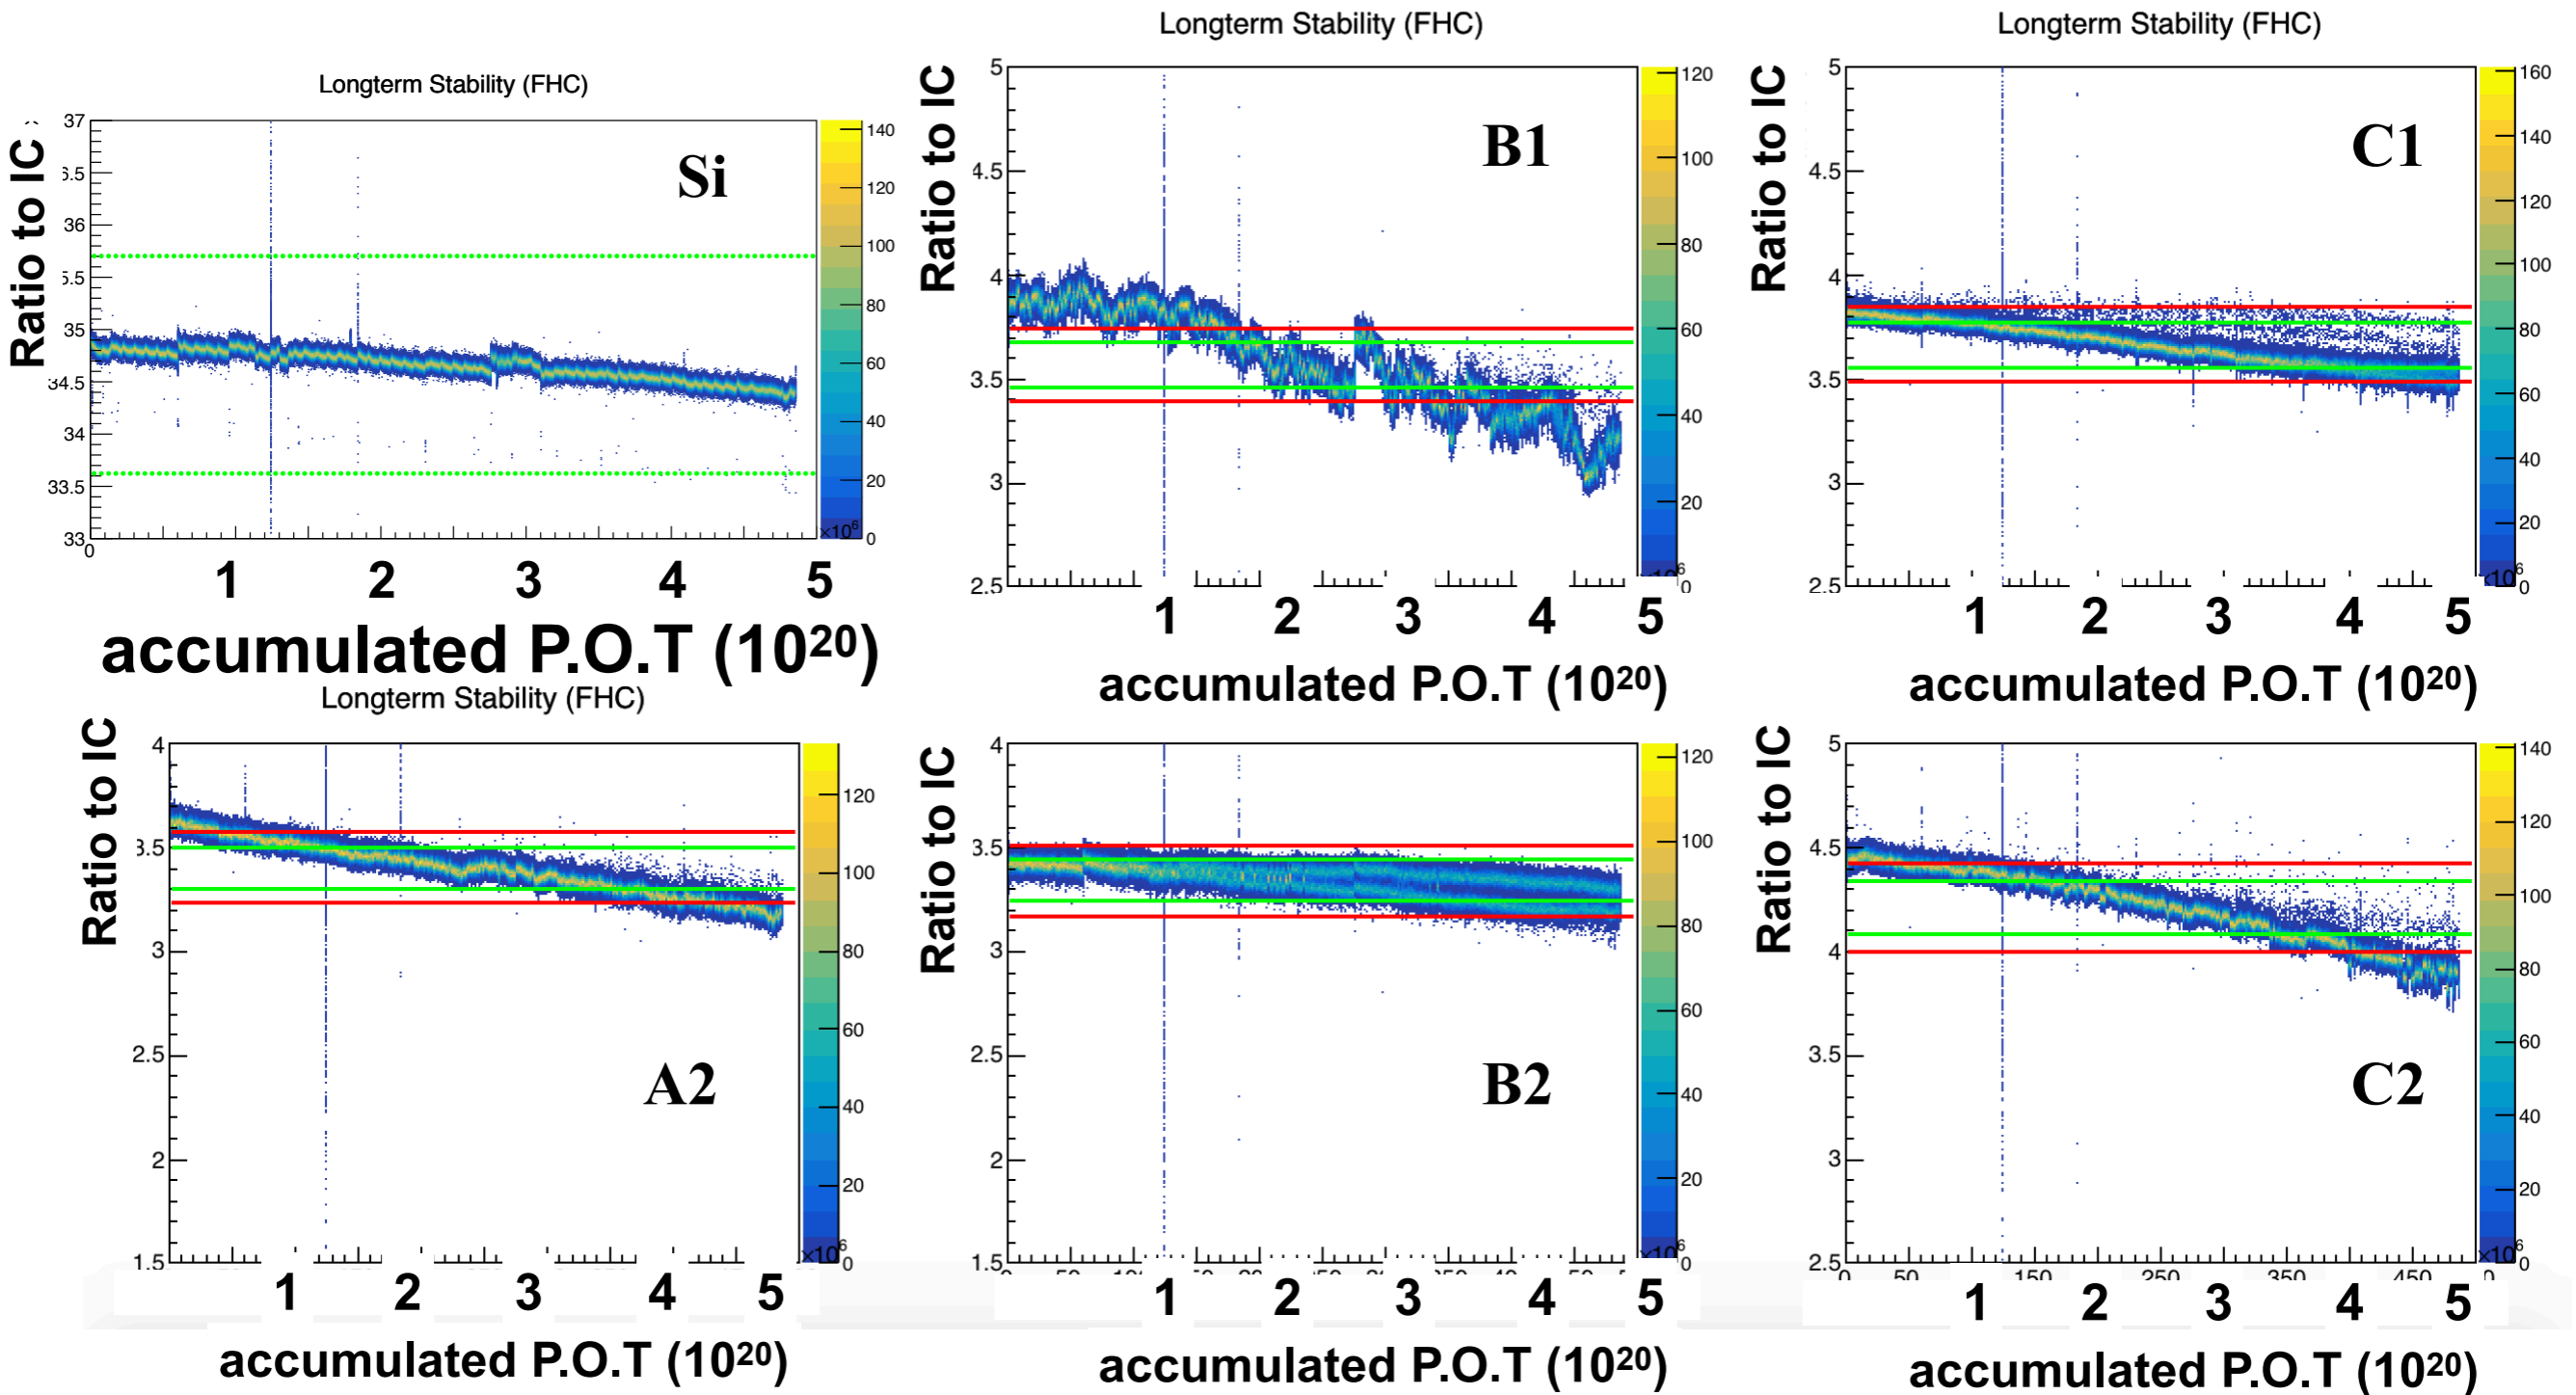 Longterm Stability (FHC)
Ratio to IC
Si
37
36
35
34
33.5
33
0
140
120
100
80
60
40
20
0
1 2 3 4 5
accumulated P.O.T (10²⁰)
Longterm Stability (FHC)
Ratio to IC
B1
5
4.5
4
3.5
3
2.5
120
100
80
60
40
20
0
1 2 3 4 5
accumulated P.O.T (10²⁰)
Longterm Stability (FHC)
Ratio to IC
C1
5
4.5
4
3.5
3
2.5
160
140
120
100
80
60
40
20
0
1 2 3 4 5
accumulated P.O.T (10²⁰)
Longterm Stability (FHC)
Ratio to IC
A2
4
3.5
3
2.5
2
1.5
120
100
80
60
40
20
0
×10⁶
1 2 3 4 5
accumulated P.O.T (10²⁰)
Ratio to IC
B2
4
3.5
3
2.5
2
1.5
120
100
80
60
40
20
0
1 2 3 4 5
accumulated P.O.T (10²⁰)
Ratio to IC
C2
5
4.5
4
3.5
3
2.5
140
120
100
80
60
40
20
0
×10⁶
0 50 150 250 350 450
1 2 3 4 5
accumulated P.O.T (10²⁰)